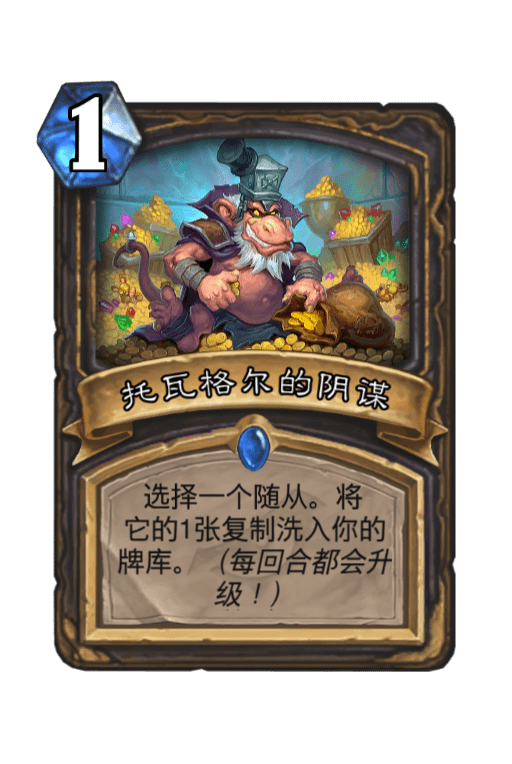 1
托瓦格尔的阴谋
选择一个随从。将
它的1张复制洗入你的
牌库。（每回合都会升
级！）